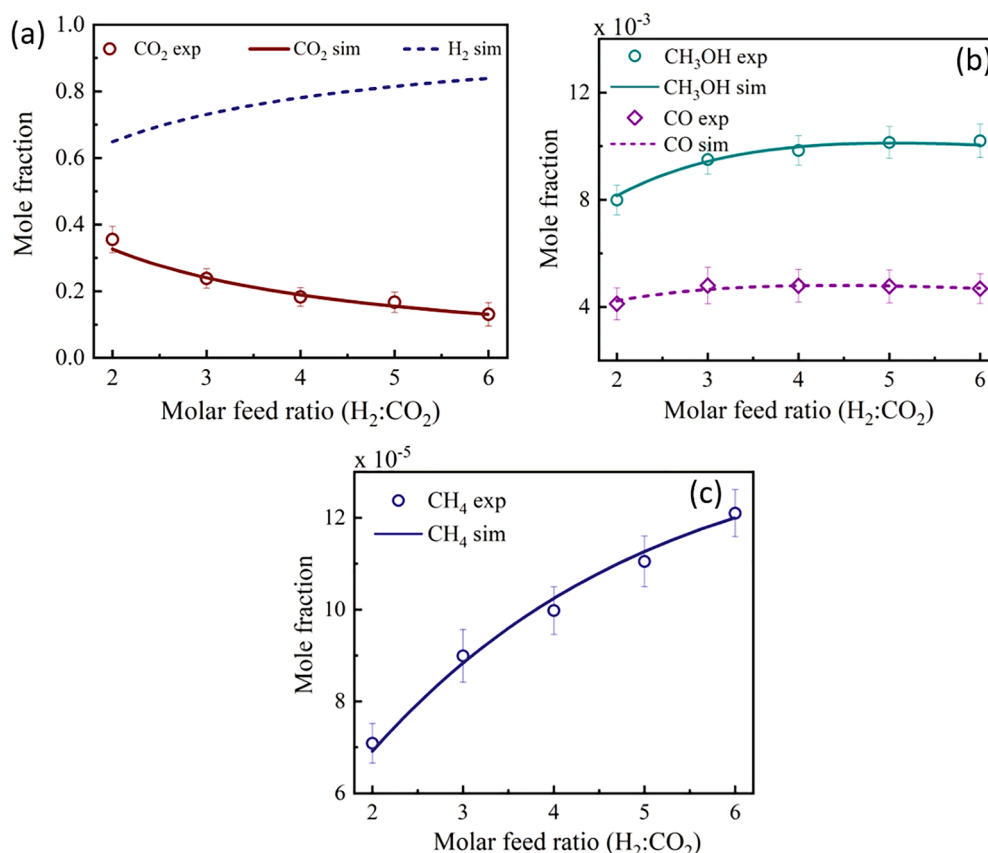 (a)
CO₂ exp CO₂ sim H₂ sim
1.0
0.8
0.6
0.4
0.2
0.0
Mole fraction
2 3 4 5 6
Molar feed ratio (H₂:CO₂)
x 10⁻³
(b)
CH₃OH exp
CH₃OH sim
CO exp
CO sim
12
8
4
Mole fraction
2 3 4 5 6
Molar feed ratio (H₂:CO₂)
x 10⁻⁵
(c)
CH₄ exp
CH₄ sim
12
10
8
6
Mole fraction
2 3 4 5 6
Molar feed ratio (H₂:CO₂)